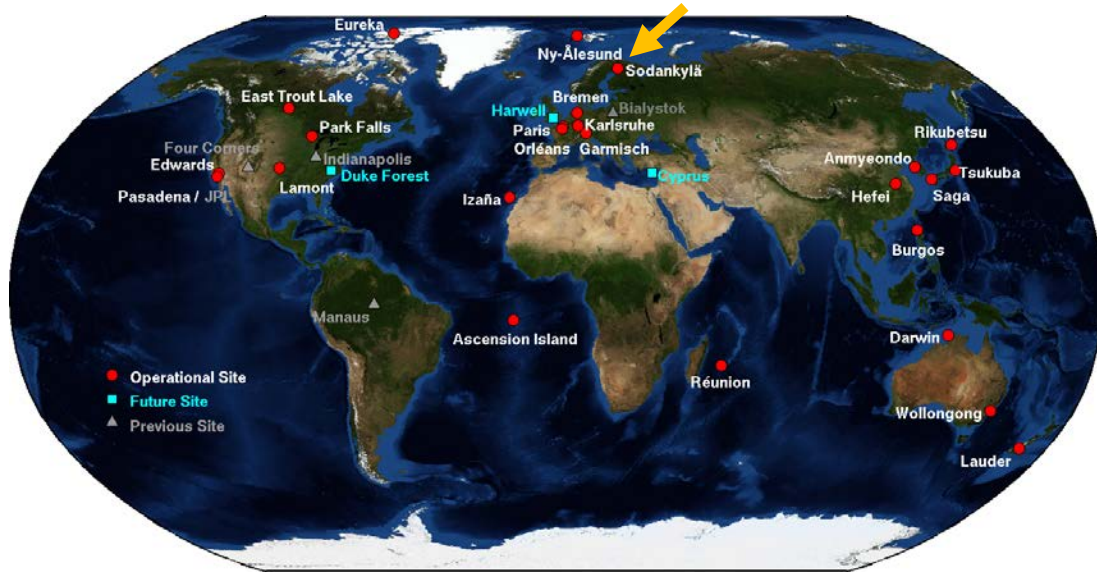 Eureka
Ny-Ålesund
Sodankylä
East Trout Lake
Bremen
Harwell
Bialystok
Park Falls
Paris
Karlsruhe
Four Corners
Orléans
Garmisch
Rikubetsu
Edwards
Indianapolis
Anmyeondo
Duke Forest
Cyprus
Tsukuba
Lamont
Pasadena / JPL
Izaña
Hefei
Saga
Burgos
Manaus
Ascension Island
Darwin
Réunion
Operational Site
Future Site
Previous Site
Wollongong
Lauder